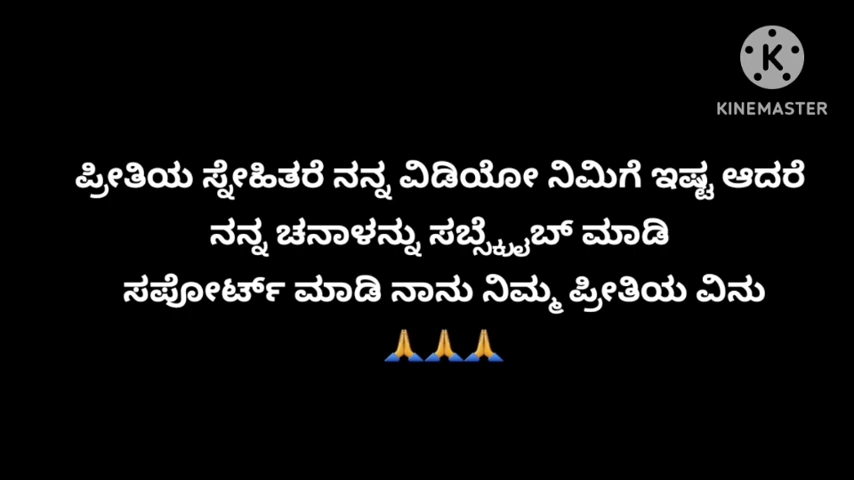 KINEMASTER
ಪ್ರೀತಿಯ ಸ್ನೇಹಿತರೆ ನನ್ನ ವಿಡಿಯೋ ನಿಮಿಗೆ ಇಷ್ಟ ಆದರೆ
ನನ್ನ ಚನಾಳನ್ನು ಸಬ್ಸ್ಕ್ರೈಬ್ ಮಾಡಿ
ಸಪೋರ್ಟ್ ಮಾಡಿ ನಾನು ನಿಮ್ಮ ಪ್ರೀತಿಯ ವಿನು
🙏🙏🙏